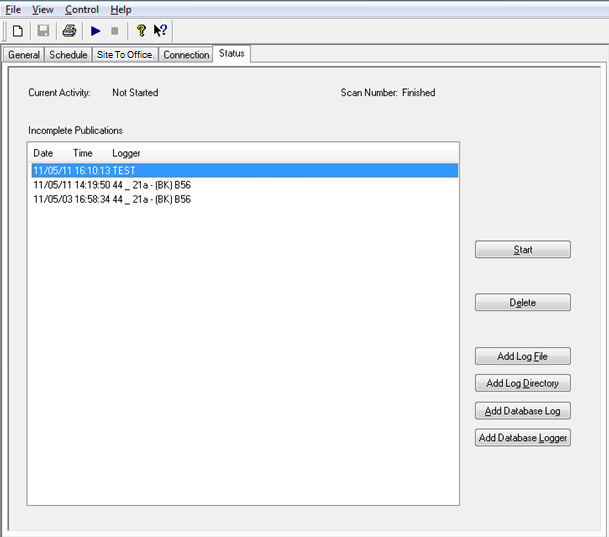 File View Control Help
General Schedule Site To Office Connection Status
Current Activity: Not Started Scan Number: Finished
Incomplete Publications
Date Time Logger
11/05/11 16:10:13 TEST
11/05/11 14:19:50 44 _ 21a - (BK) B56
11/05/03 16:58:34 44 _ 21a - (BK) B56
Start
Delete
Add Log File
Add Log Directory
Add Database Log
Add Database Logger